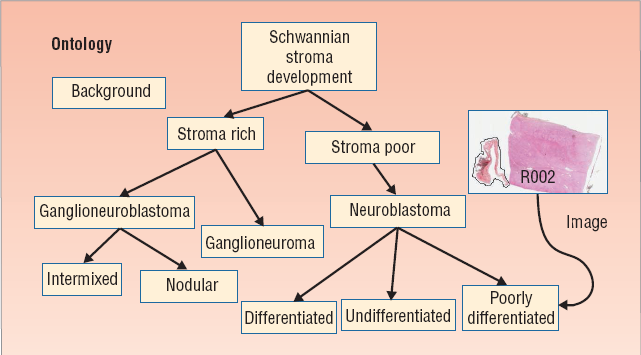 Ontology
Schwannian
stroma
development
Background
Stroma rich
Stroma poor
R002
Image
Ganglioneuroblastoma
Ganglioneuroma
Neuroblastoma
Intermixed
Nodular
Differentiated
Undifferentiated
Poorly
differentiated